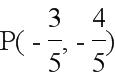 P( - 3/5, - 4/5)